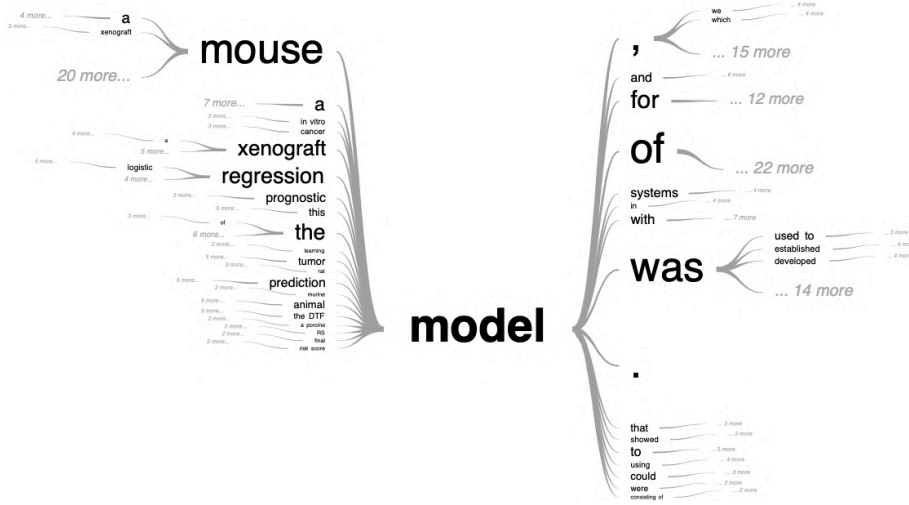 4 more... a
3 more... xenograft
20 more...
mouse
7 more... a
3 more... in vitro
3 more... cancer
4 more... a
5 more...
xenograft
5 more... logistic
4 more...
regression
3 more... prognostic
5 more... this
3 more... of
6 more...
the
2 more... learning
5 more... tumor
3 more... rat
5 more... prediction
2 more... murine
5 more... animal
3 more... the DTF
2 more... a porcine
3 more... RS
2 more... final
2 more... risk score
model
,
we ... 4 more
which ... 4 more
... 15 more
and ... 6 more
for ... 12 more
of ... 22 more
systems ... 4 more
in ... 4 more
with ... 7 more
was
used to ... 5 more
established ... 4 more
developed ... 4 more
... 14 more
.
that ... 5 more
showed ... 3 more
to ... 5 more
using ... 4 more
could ... 3 more
were ... 3 more
consisting of ... 2 more